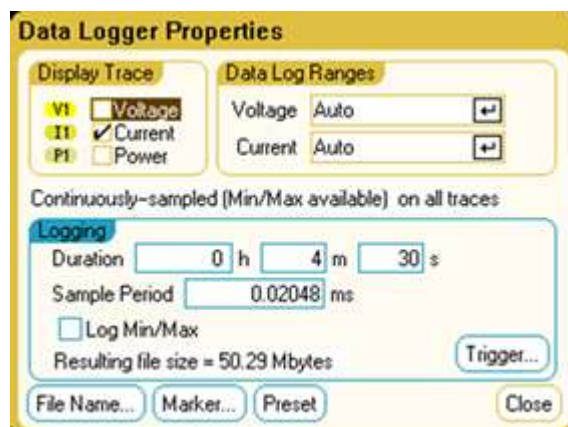 Data Logger Properties
Display Trace
V1 Voltage
I1 Current
P1 Power
Data Log Ranges
Voltage Auto
Current Auto
Continuously-sampled (Min/Max available) on all traces
Logging
Duration 0 h 4 m 30 s
Sample Period 0.02048 ms
Log Min/Max
Resulting file size = 50.29 Mbytes
Trigger...
File Name... Marker... Preset Close